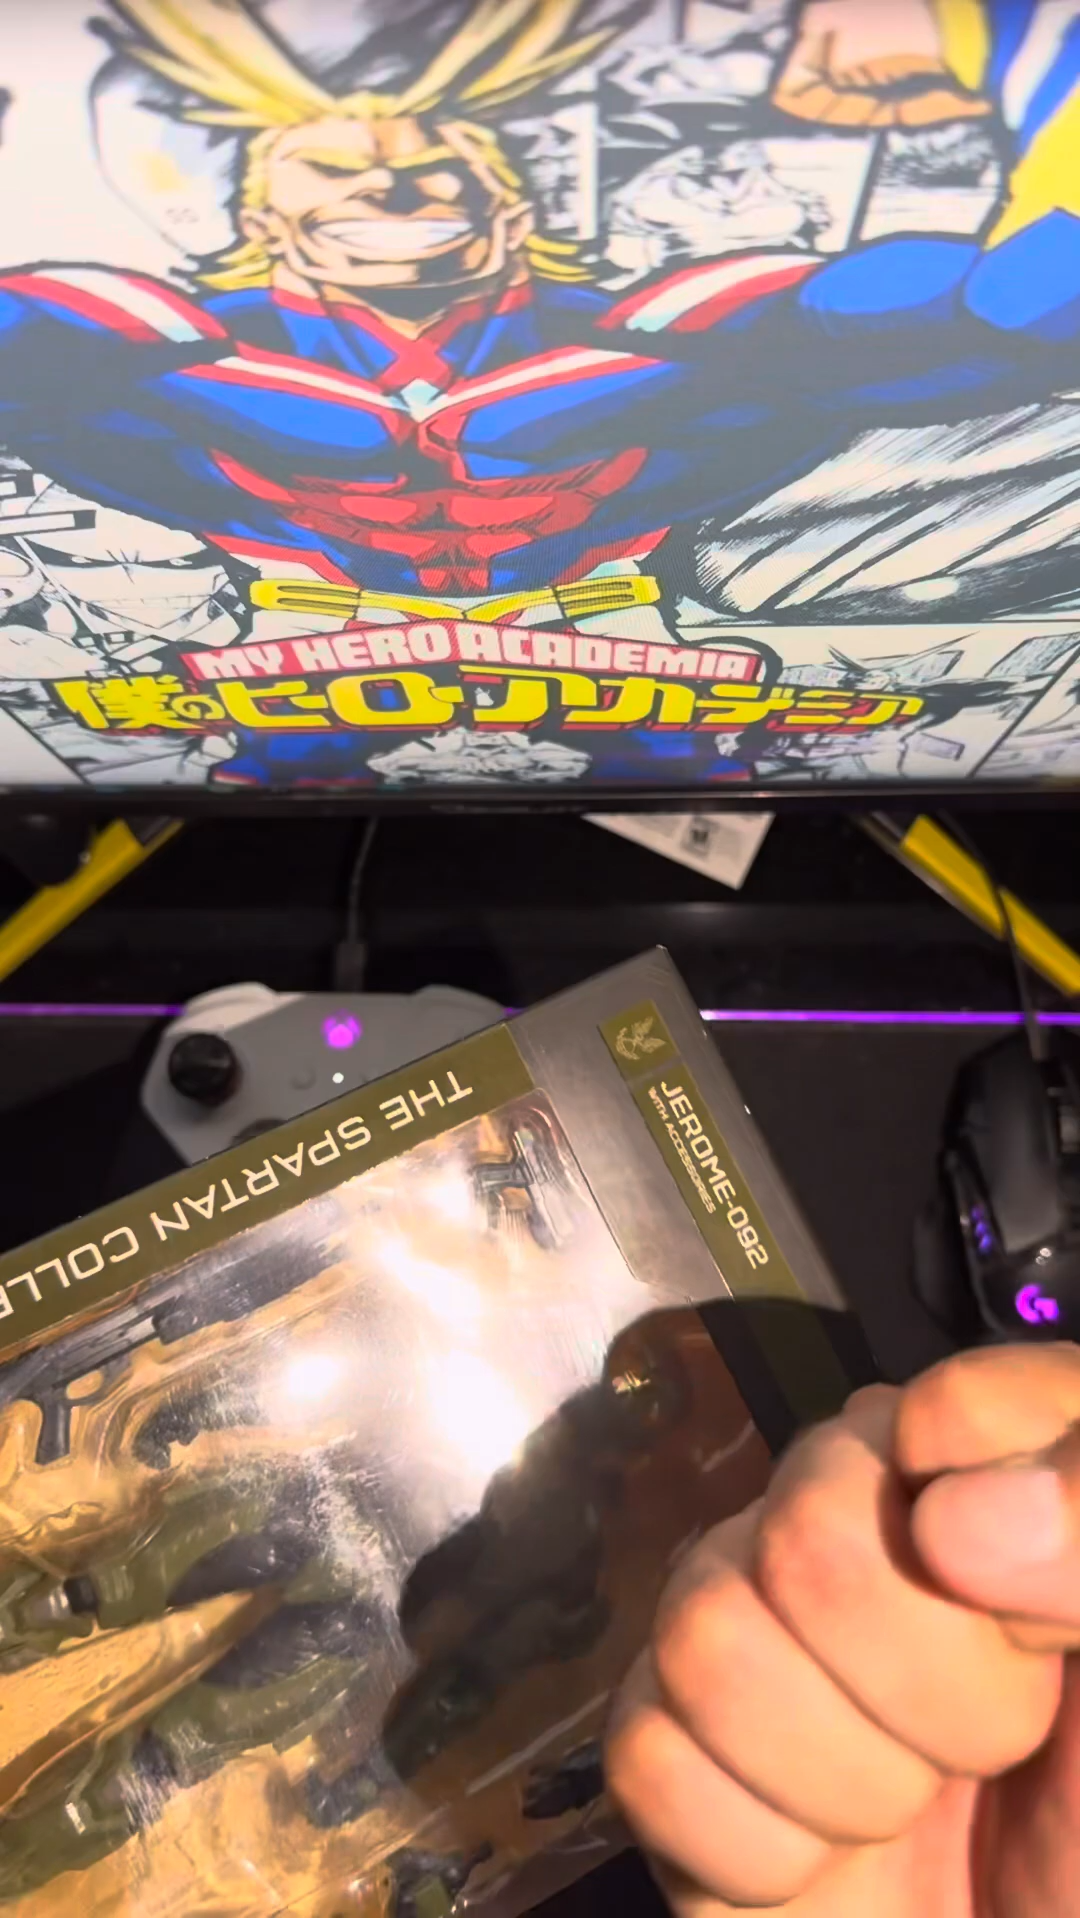 MY HERO ACADEMIA
僕のヒーローアカデミア
JEROME-092
WITH ACCESSORIES
THE SPARTAN COLLE